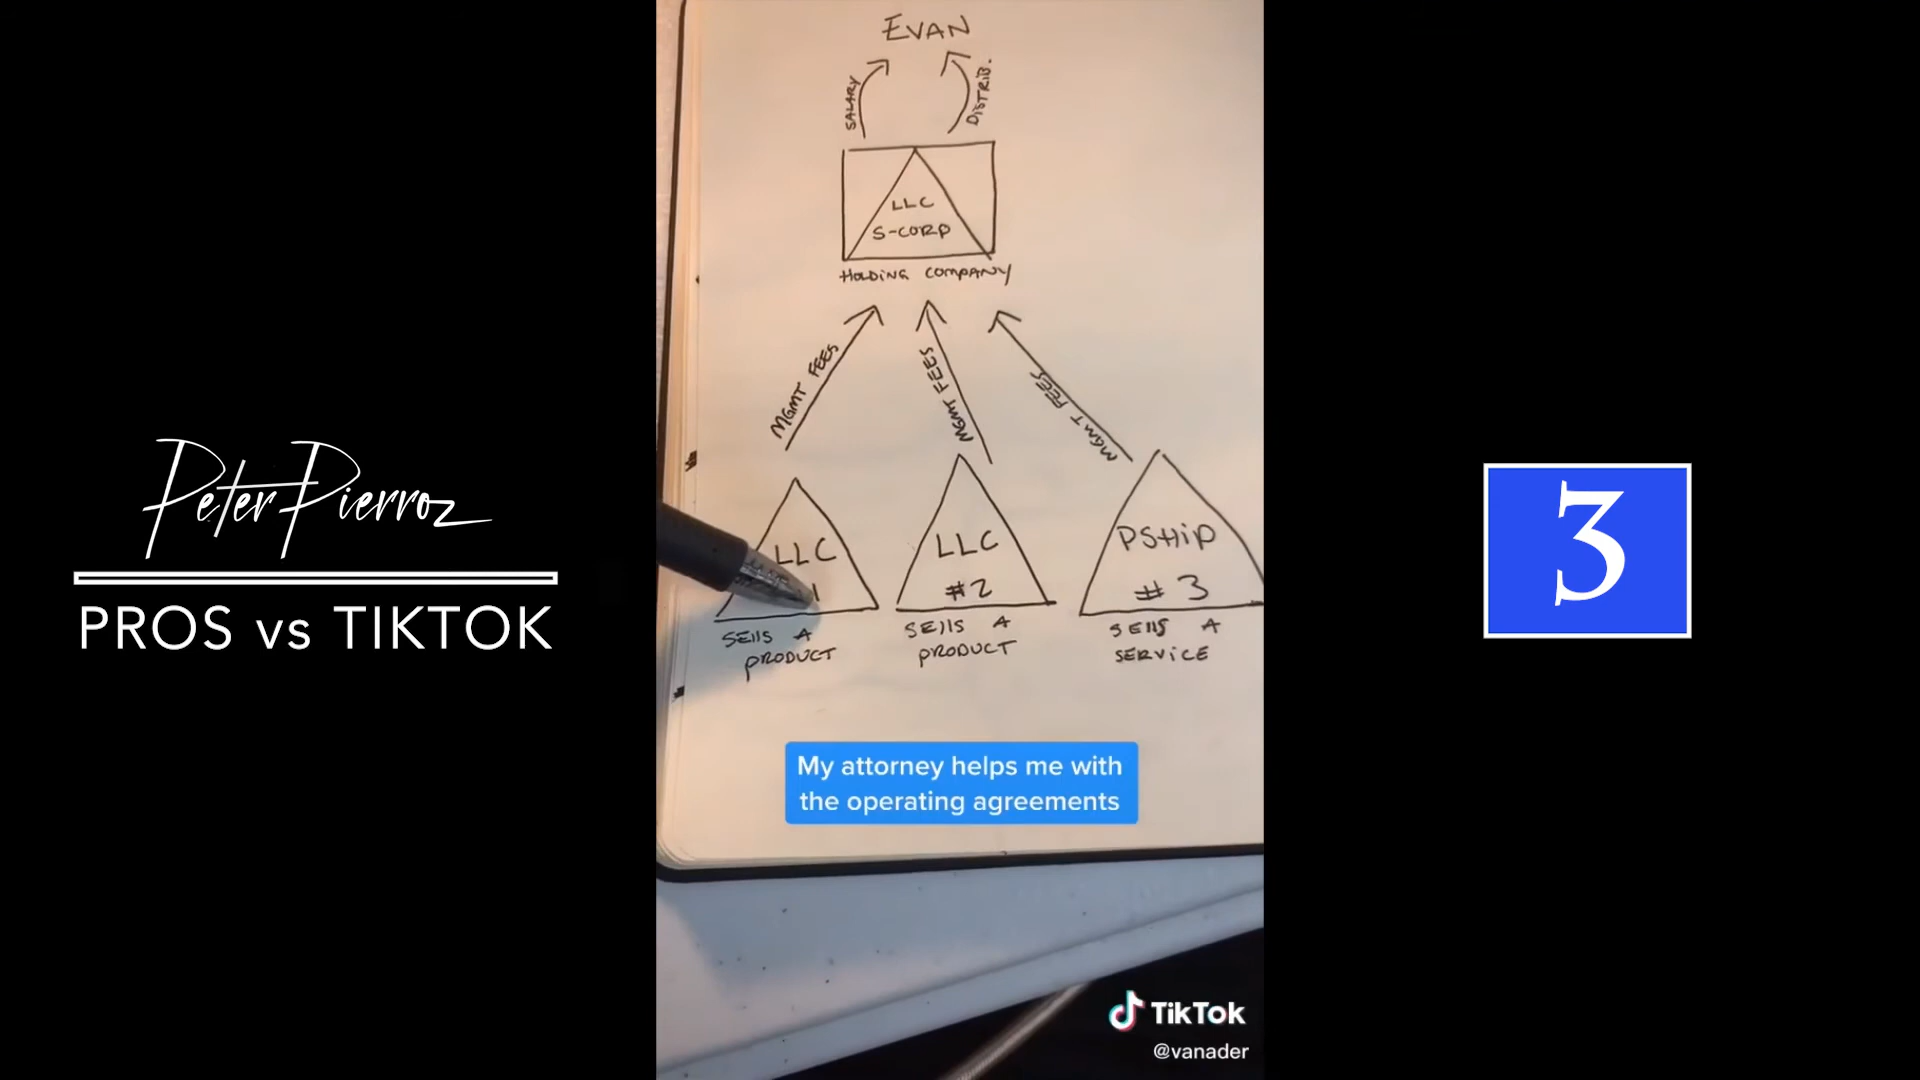 Peter Pierroz
PROS vs TIKTOK
EVAN
SALARY
DISTRIB.
LLC
S-CORP
HOLDING COMPANY
MGMT FEES
MGMT FEES
MGMT FEES
LLC
1
SEllS A
PRODUCT
LLC
#2
SEllS A
PRODUCT
PSHiP
#3
SEllS A
SERVICE
My attorney helps me with
the operating agreements
TikTok
@vanader
3